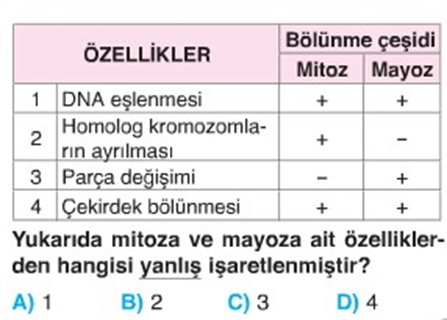 ÖZELLİKLER
Bölünme çeşidi
Mitoz Mayoz
1 DNA eşlenmesi + +
2 Homolog kromozomla-
rın ayrılması + –
3 Parça değişimi – +
4 Çekirdek bölünmesi + +
Yukarıda mitoza ve mayoza ait özellikler-
den hangisi yanlış işaretlenmiştir?
A) 1 B) 2 C) 3 D) 4